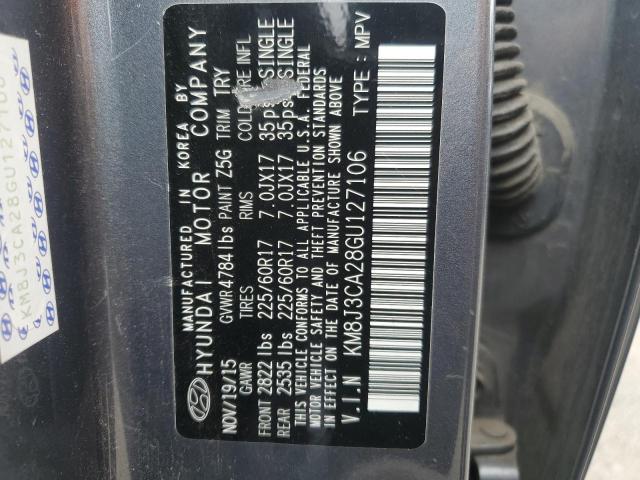 MANUFACTURED IN KOREA BY
HYUNDAI MOTOR COMPANY
NOV/19/15 GVWR 4784 lbs PAINT Z5G TRIM TRY
GAWR TIRES RIMS COLD INFL
FRONT 2822 lbs 225/60R17 7.0JX17 35psi SINGLE
REAR 2535 lbs 225/60R17 7.0JX17 35psi SINGLE
THIS VEHICLE CONFORMS TO ALL APPLICABLE U.S.A. FEDERAL
MOTOR VEHICLE SAFETY AND THEFT PREVENTION STANDARDS
IN EFFECT ON THE DATE OF MANUFACTURE SHOWN ABOVE
V.I.N KM8J3CA28GU127106 TYPE : MPV
KM8J3CA28GU127106